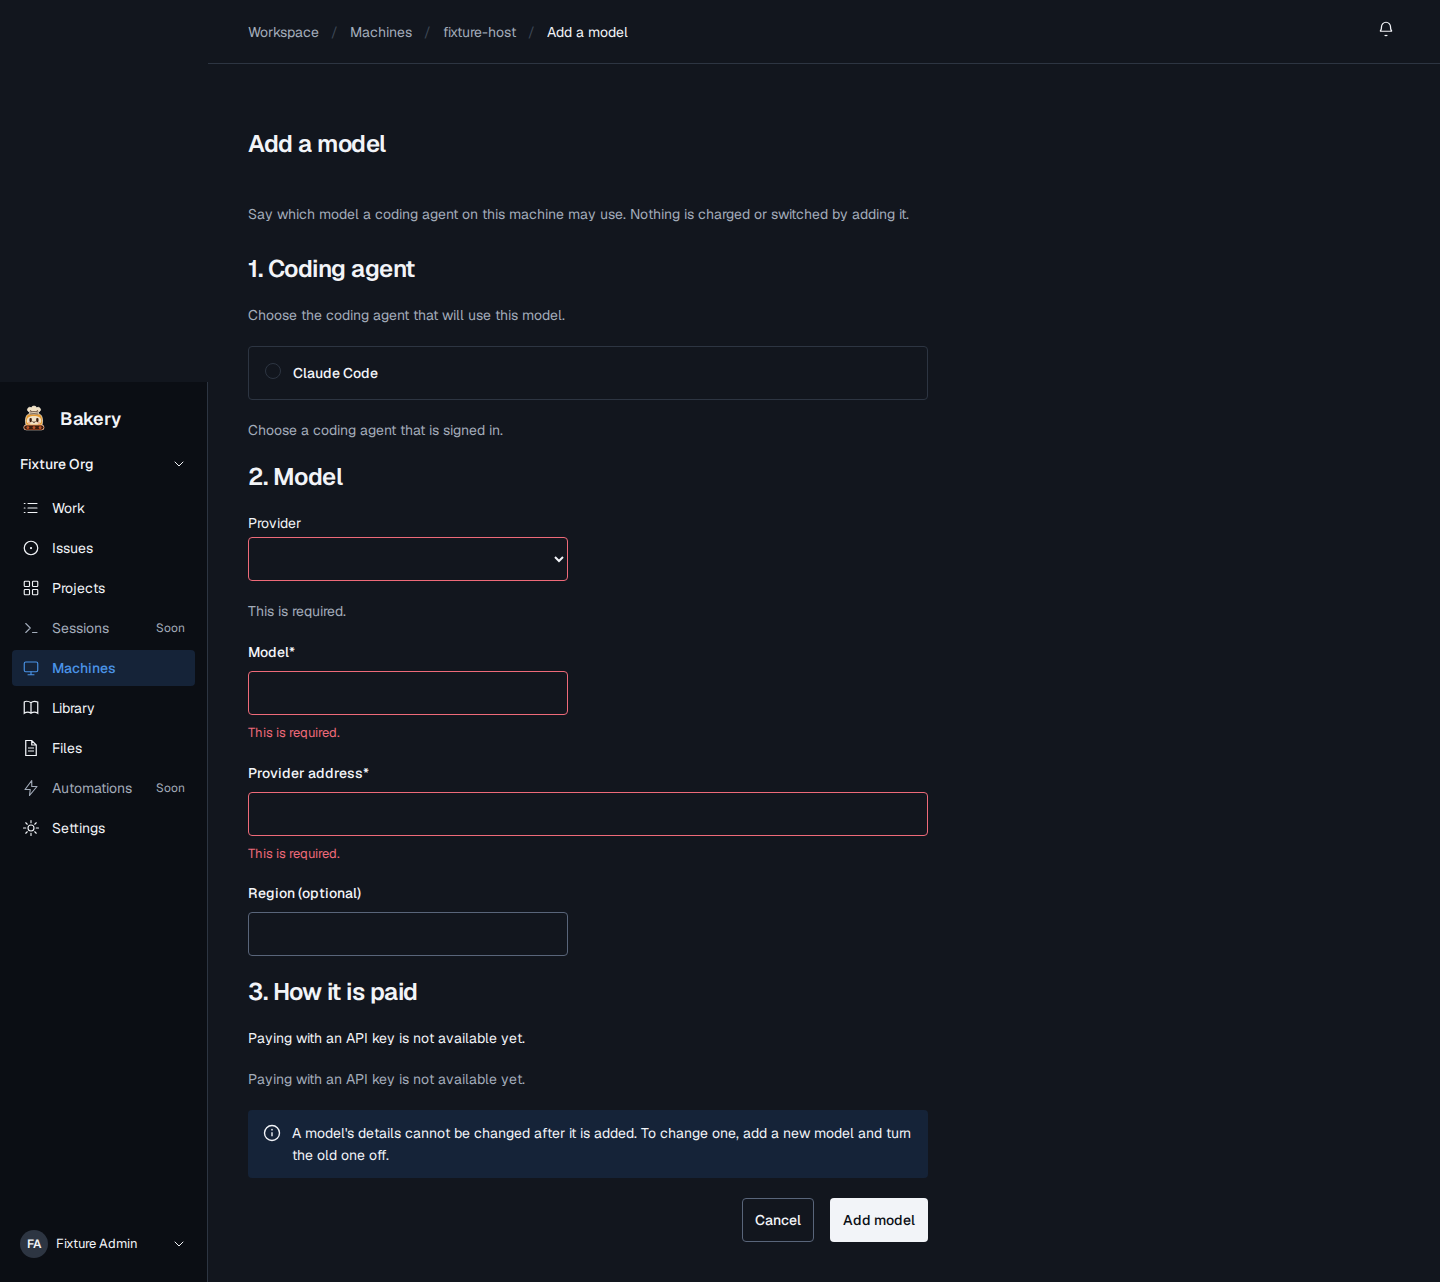 Workspace / Machines / fixture-host / Add a model
Add a model
Say which model a coding agent on this machine may use. Nothing is charged or switched by adding it.
1. Coding agent
Choose the coding agent that will use this model.
Claude Code
Choose a coding agent that is signed in.
2. Model
Provider
This is required.
Model*
This is required.
Provider address*
This is required.
Region (optional)
3. How it is paid
Paying with an API key is not available yet.
Paying with an API key is not available yet.
A model's details cannot be changed after it is added. To change one, add a new model and turn
the old one off.
Cancel
Add model
Bakery
Fixture Org
Work
Issues
Projects
Sessions Soon
Machines
Library
Files
Automations Soon
Settings
FA Fixture Admin